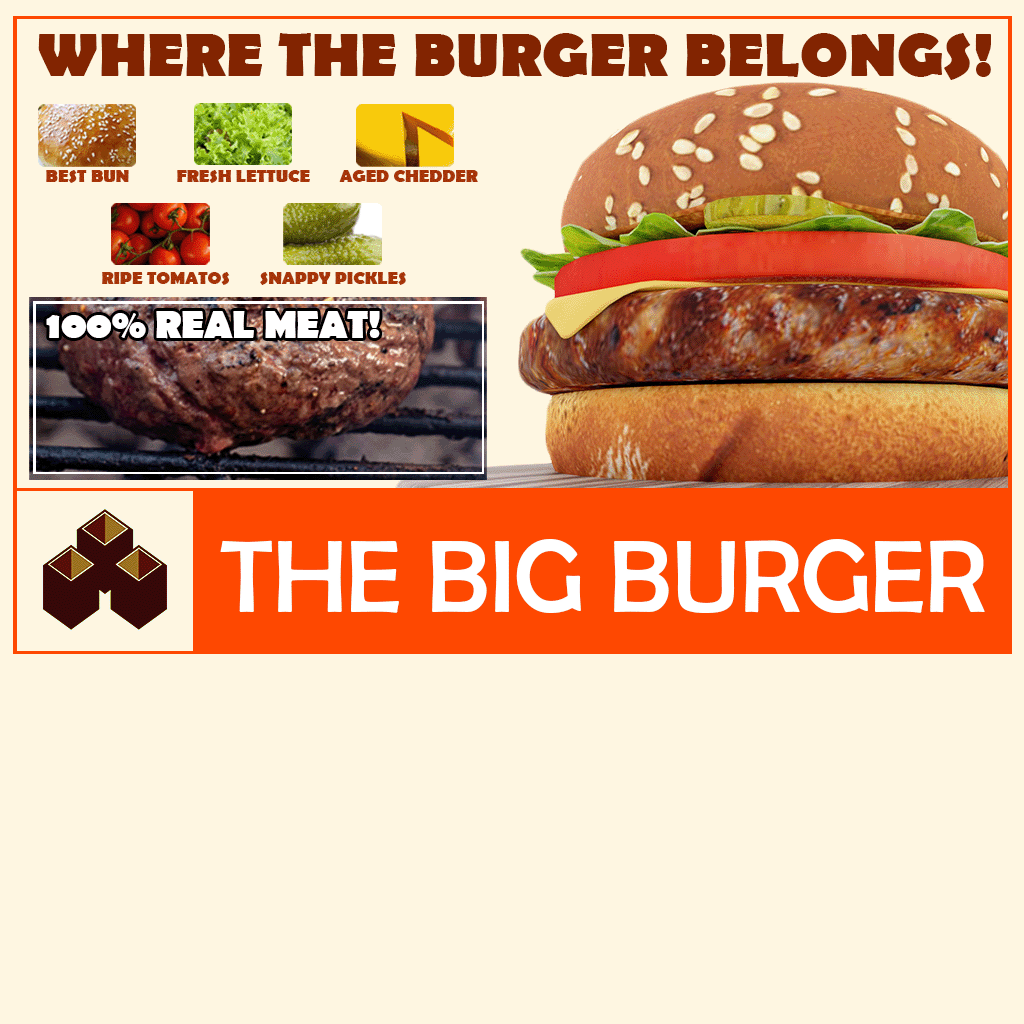 WHERE THE BURGER BELONGS!
BEST BUN
FRESH LETTUCE
AGED CHEDDER
RIPE TOMATOS
SNAPPY PICKLES
100% REAL MEAT!
THE BIG BURGER